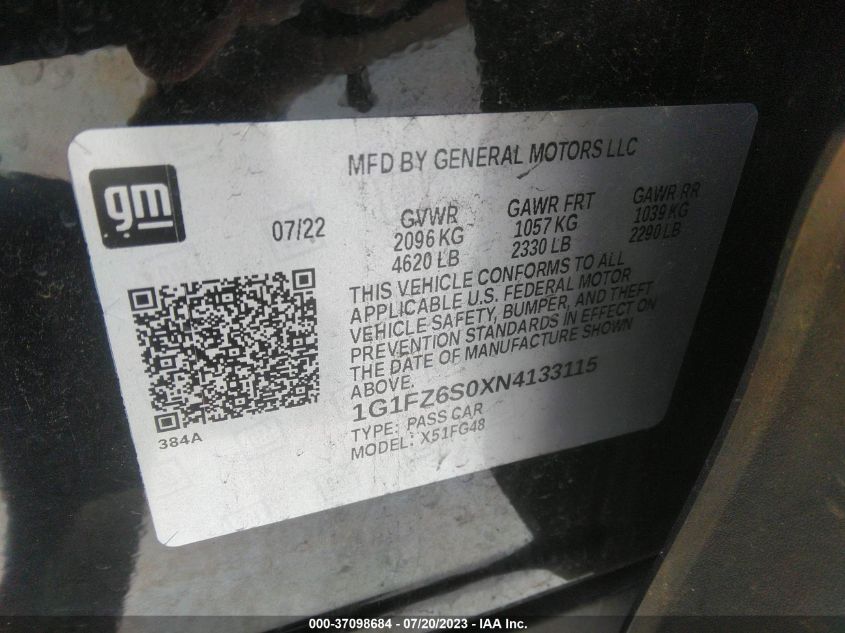 MFD BY GENERAL MOTORS LLC
gm
07/22
GVWR GAWR FRT GAWR RR
2096 KG 1057 KG 1039 KG
4620 LB 2330 LB 2290 LB
THIS VEHICLE CONFORMS TO ALL
APPLICABLE U.S. FEDERAL MOTOR
VEHICLE SAFETY, BUMPER, AND THEFT
PREVENTION STANDARDS IN EFFECT ON
THE DATE OF MANUFACTURE SHOWN
ABOVE.
1G1FZ6S0XN4133115
TYPE: PASS CAR
MODEL: X51FG48
384A
000-37098684 / 07/20/2023 - IAA Inc.